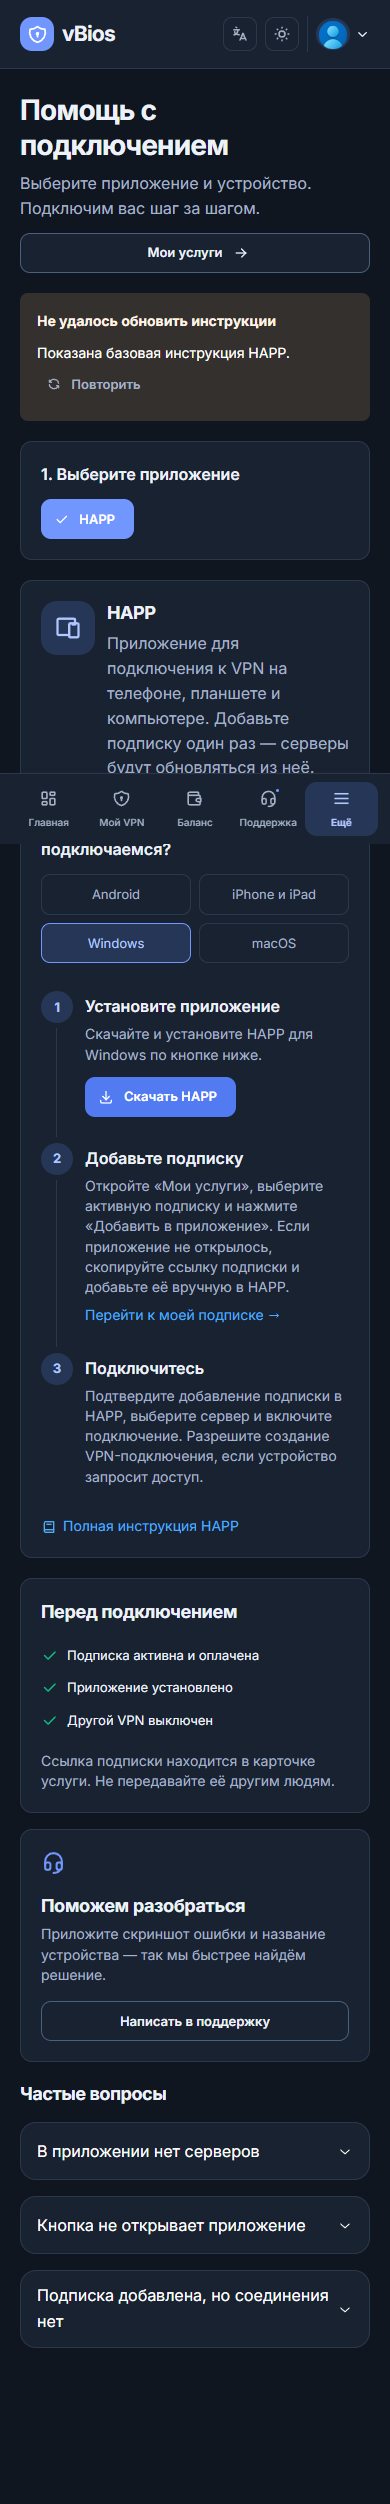 vBios
Помощь с
подключением
Выберите приложение и устройство.
Подключим вас шаг за шагом.
Мои услуги →
Не удалось обновить инструкции
Показана базовая инструкция HAPP.
Повторить
1. Выберите приложение
HAPP
HAPP
Приложение для
подключения к VPN на
телефоне, планшете и
компьютере. Добавьте
подписку один раз — серверы
будут обновляться из неё.
Главная
Мой VPN
Баланс
Поддержка
Ещё
подключаемся?
Android
iPhone и iPad
Windows
macOS
1
Установите приложение
Скачайте и установите HAPP для
Windows по кнопке ниже.
Скачать HAPP
2
Добавьте подписку
Откройте «Мои услуги», выберите
активную подписку и нажмите
«Добавить в приложение». Если
приложение не открылось,
скопируйте ссылку подписки и
добавьте её вручную в HAPP.
Перейти к моей подписке →
3
Подключитесь
Подтвердите добавление подписки в
HAPP, выберите сервер и включите
подключение. Разрешите создание
VPN-подключения, если устройство
запросит доступ.
Полная инструкция HAPP
Перед подключением
Подписка активна и оплачена
Приложение установлено
Другой VPN выключен
Ссылка подписки находится в карточке
услуги. Не передавайте её другим людям.
Поможем разобраться
Приложите скриншот ошибки и название
устройства — так мы быстрее найдём
решение.
Написать в поддержку
Частые вопросы
В приложении нет серверов
Кнопка не открывает приложение
Подписка добавлена, но соединения
нет